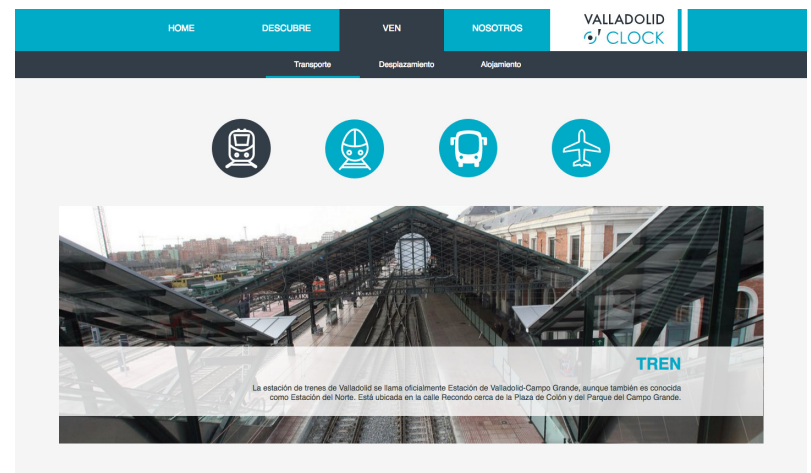 HOME
DESCUBRE
VEN
NOSOTROS
VALLADOLID
O' CLOCK
Transporte
Desplazamiento
Alojamiento
TREN
La estación de trenes de Valladolid se llama oficialmente Estación de Valladolid-Campo Grande, aunque también es conocida
como Estación del Norte. Está ubicada en la calle Recondo cerca de la Plaza de Colón y del Parque del Campo Grande.